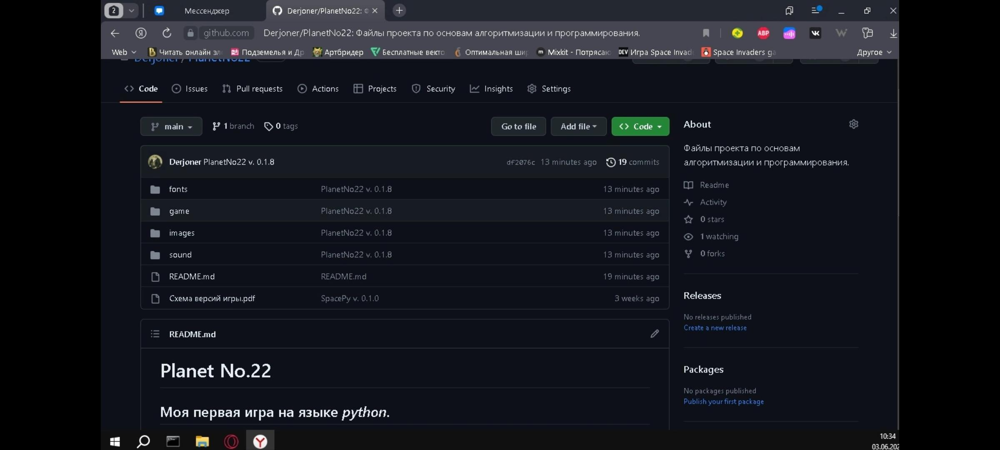 2 Мессенджер Derjoner/PlanetNo22:
github.com Derjoner/PlanetNo22: Файлы проекта по основам алгоритмизации и программирования. ABP
Web Читать онлайн Подземелья и Др Артбридер Бесплатные векто Оптимальная шир m Mixkit - Потрясаю DEV Игра Space Invad Space Invaders ga Другое
Derjoner / PlanetNo22
Code Issues Pull requests Actions Projects Security Insights Settings
main 1 branch 0 tags Go to file Add file Code
Derjoner PlanetNo22 v. 0.1.8 df2076c 13 minutes ago 19 commits
fonts PlanetNo22 v. 0.1.8 13 minutes ago
game PlanetNo22 v. 0.1.8 13 minutes ago
images PlanetNo22 v. 0.1.8 13 minutes ago
sound PlanetNo22 v. 0.1.8 13 minutes ago
README.md README.md 19 minutes ago
Схема версий игры.pdf SpacePy v. 0.1.0 3 weeks ago
README.md
Planet No.22
Моя первая игра на языке python.
About
Файлы проекта по основам
алгоритмизации и программирования.
Readme
Activity
0 stars
1 watching
0 forks
Releases
No releases published
Create a new release
Packages
No packages published
Publish your first package
10:34
03.06.202